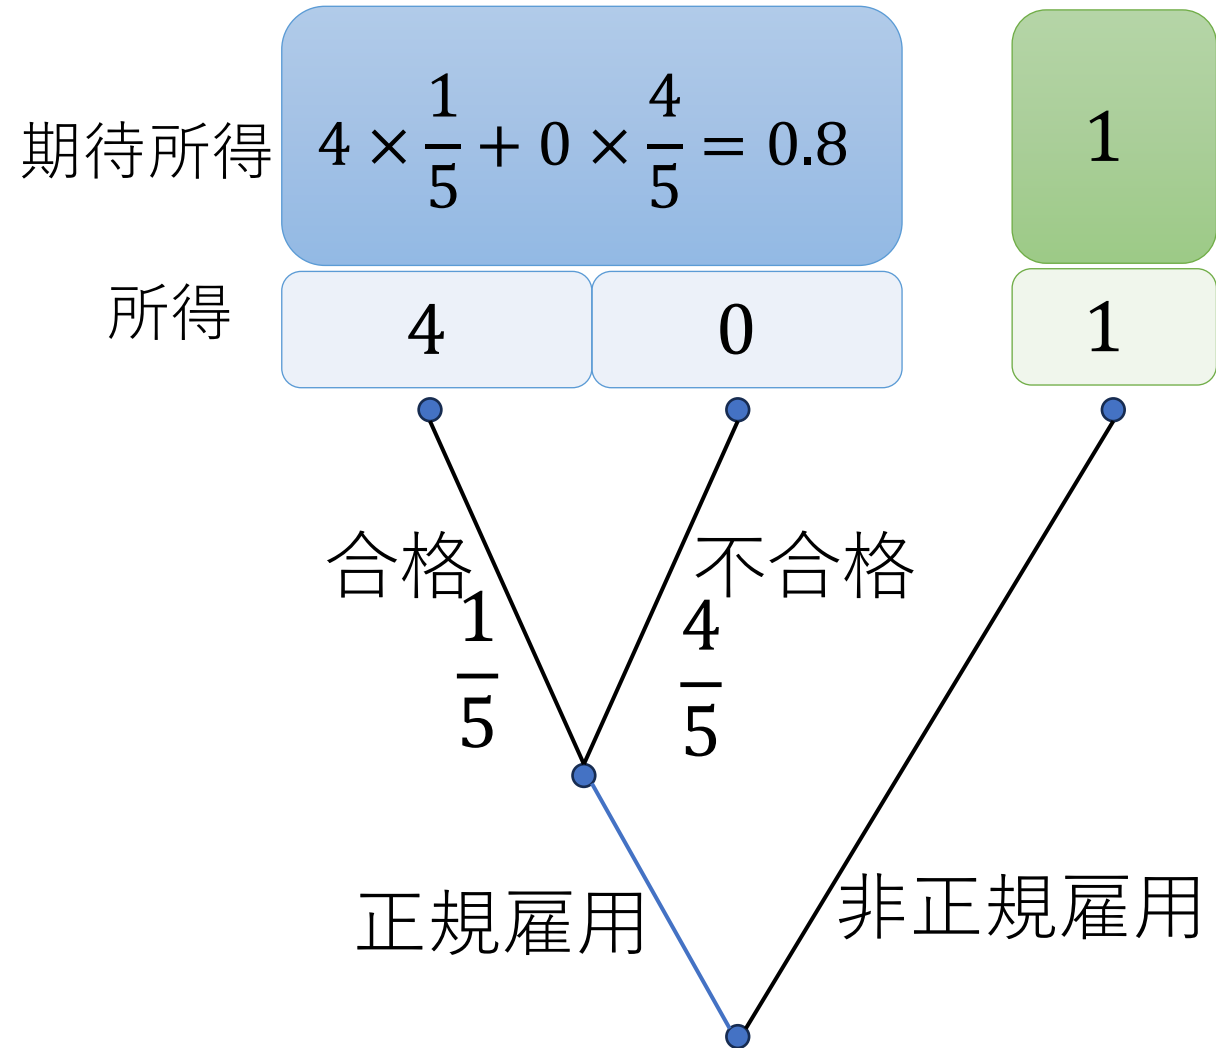 期待所得 4 × 1/5 + 0 × 4/5 = 0.8 1
所得 4 0 1
合格 不合格
1/5 4/5
正規雇用 非正規雇用